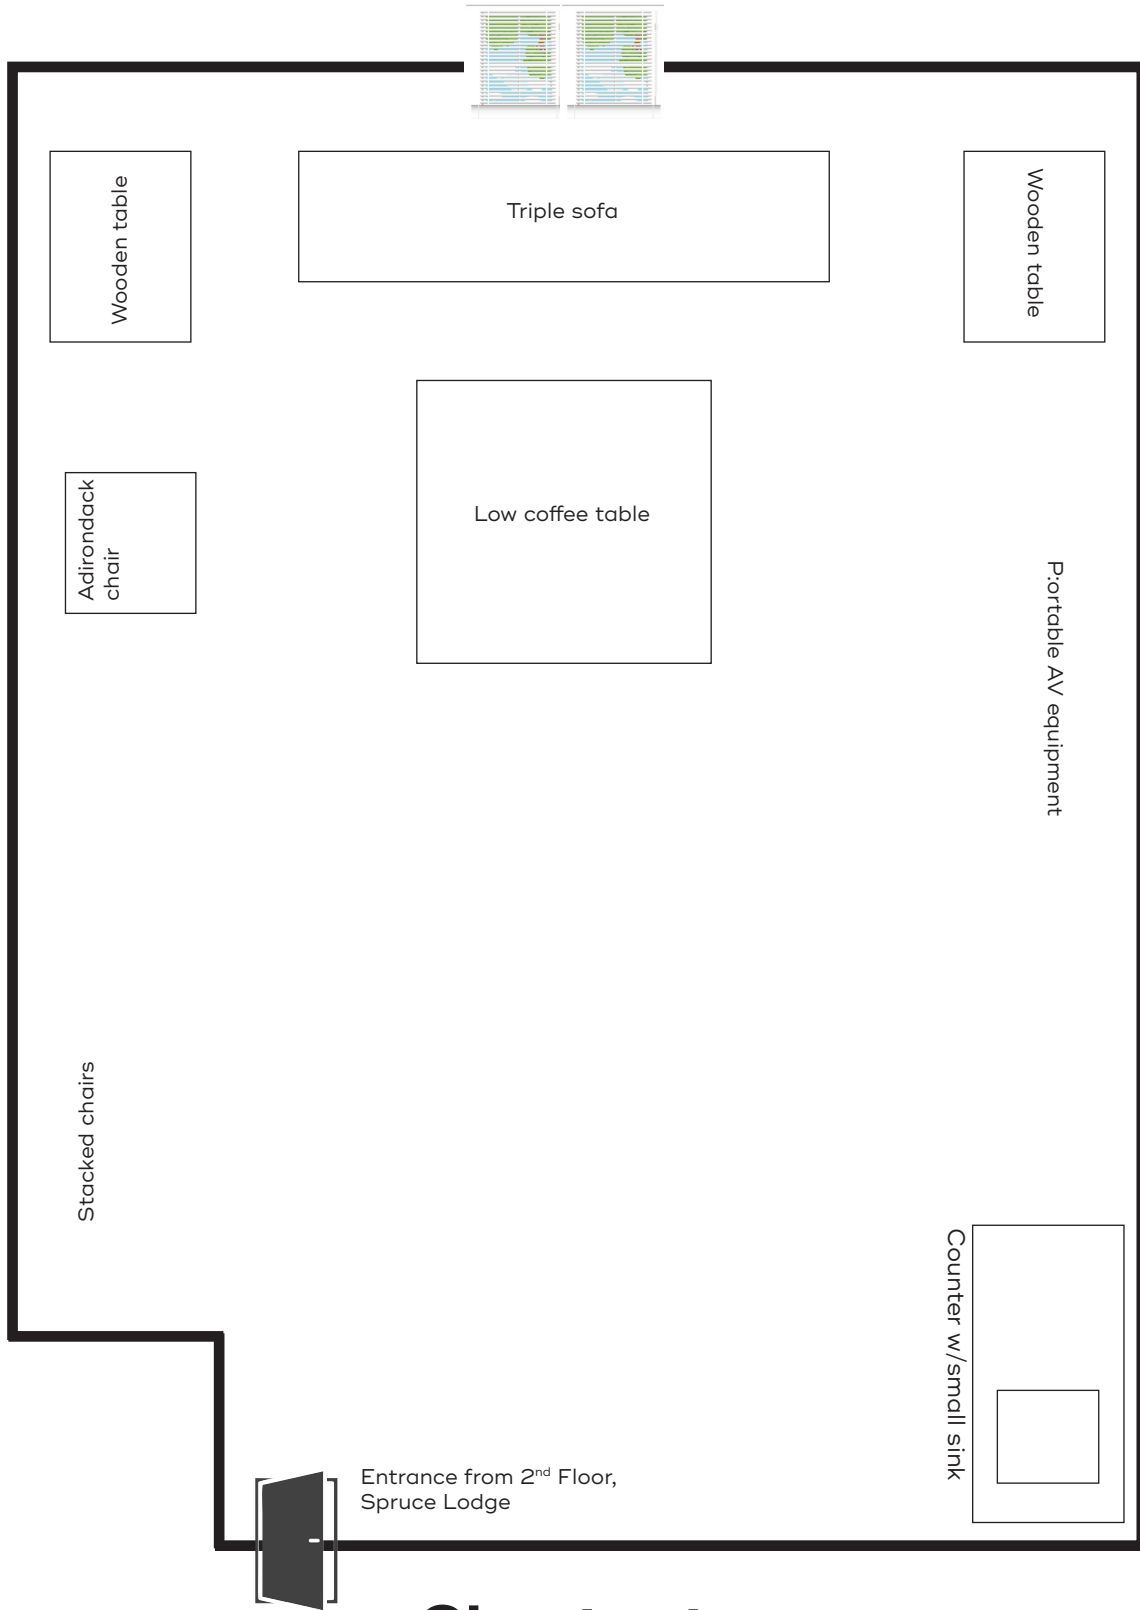 Wooden table
Triple sofa
Wooden table
Low coffee table
Adirondack
chair
P:ortable AV equipment
Stacked chairs
Counter w/small sink
Entrance from 2nd Floor,
Spruce Lodge